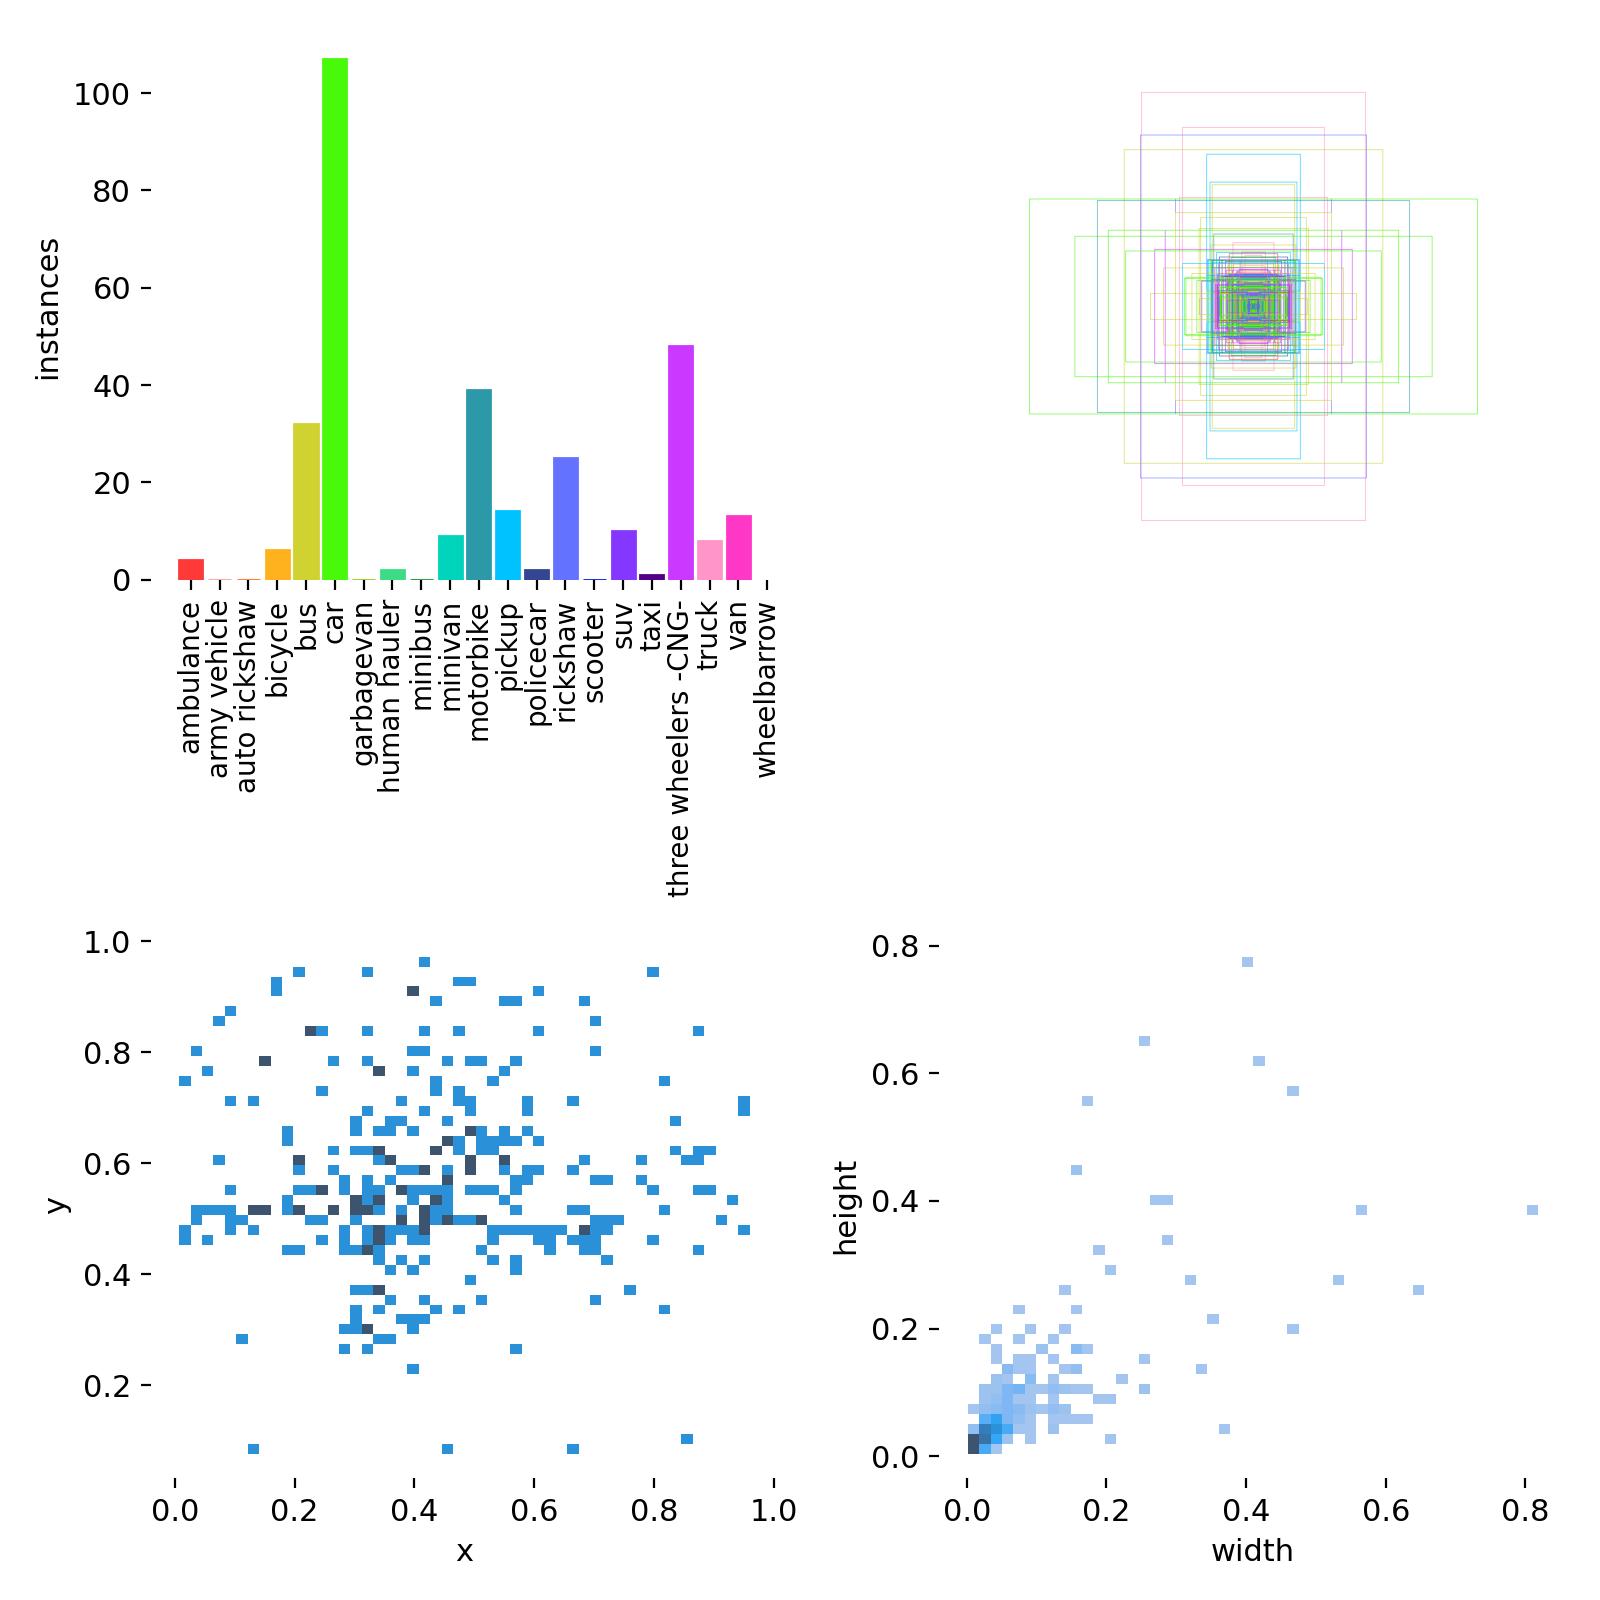 100
80
60
40
20
0
instances
ambulance
army vehicle
auto rickshaw
bicycle
bus
car
garbagevan
human hauler
minibus
minivan
motorbike
pickup
policecar
rickshaw
scooter
suv
taxi
three wheelers -CNG-
truck
van
wheelbarrow
1.0
0.8
0.6
0.4
0.2
y
0.0 0.2 0.4 0.6 0.8 1.0
x
0.8
0.6
0.4
0.2
0.0
height
0.0 0.2 0.4 0.6 0.8
width